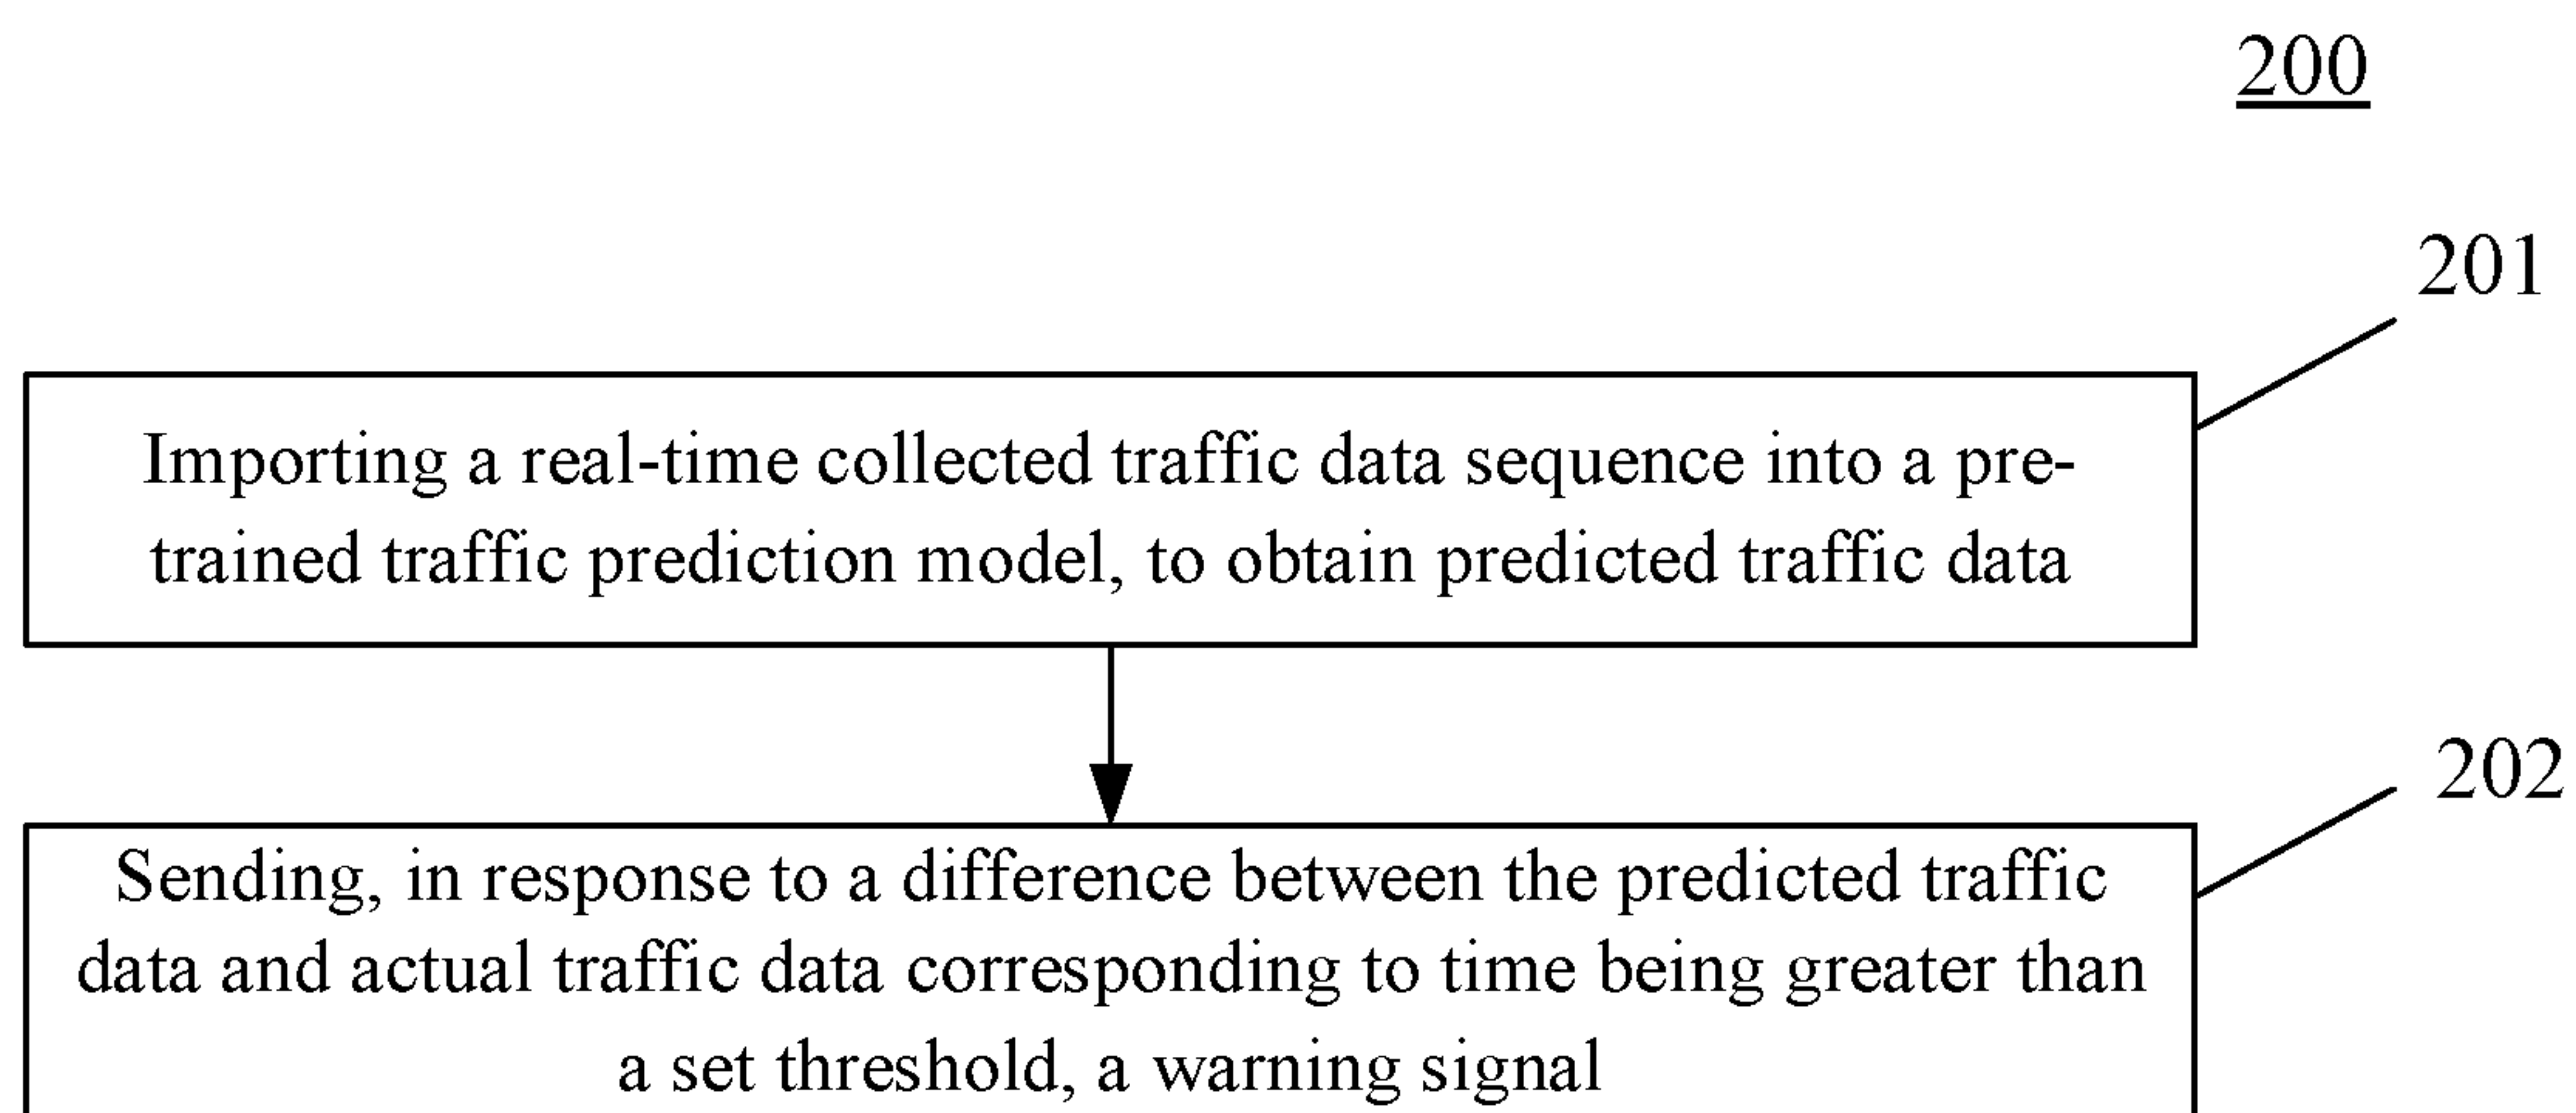 200
201
Importing a real-time collected traffic data sequence into a pre-
trained traffic prediction model, to obtain predicted traffic data
202
Sending, in response to a difference between the predicted traffic
data and actual traffic data corresponding to time being greater than
a set threshold, a warning signal